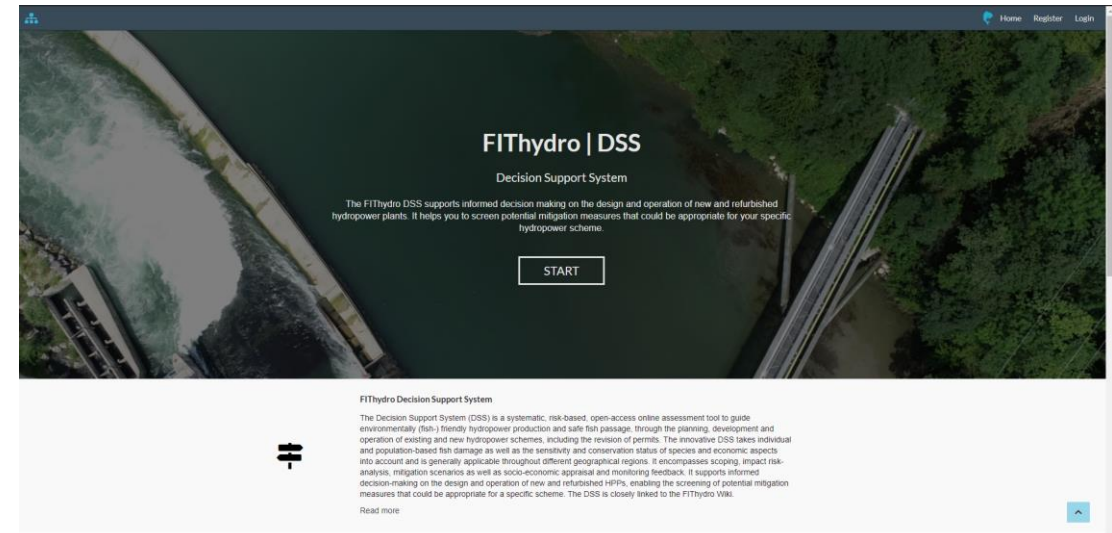 Home Register Login
FIThydro | DSS
Decision Support System
The FIThydro DSS supports informed decision making on the design and operation of new and refurbished
hydropower plants. It helps you to screen potential mitigation measures that could be appropriate for your specific
hydropower scheme.
START
FIThydro Decision Support System
The Decision Support System (DSS) is a systematic, risk-based, open-access online assessment tool to guide
environmentally (fish-) friendly hydropower production and safe fish passage, through the planning, development and
operation of existing and new hydropower schemes, including the revision of permits. The innovative DSS takes individual
and population-based fish damage as well as the sensitivity and conservation status of species and economic aspects
into account and is generally applicable throughout different geographical regions. It encompasses scoping, impact risk-
analysis, mitigation scenarios as well as socio-economic appraisal and monitoring feedback. It supports informed
decision-making on the design and operation of new and refurbished HPPs, enabling the screening of potential mitigation
measures that could be appropriate for a specific scheme. The DSS is closely linked to the FIThydro Wiki.
Read more